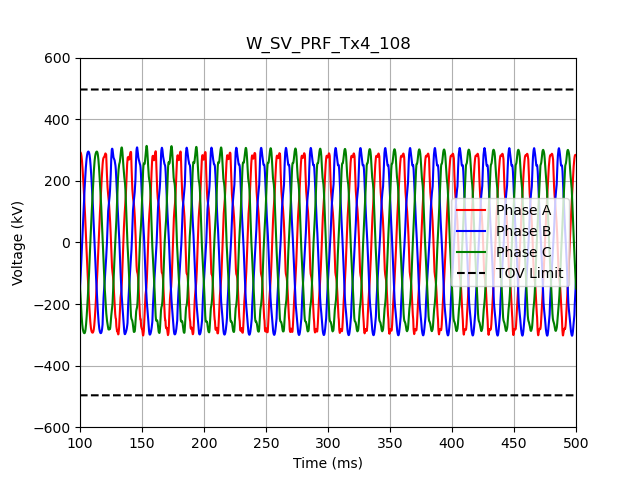 W_SV_PRF_Tx4_108
Voltage (kV)
600
400
200
0
−200
−400
−600
Phase A
Phase B
Phase C
TOV Limit
100 150 200 250 300 350 400 450 500
Time (ms)